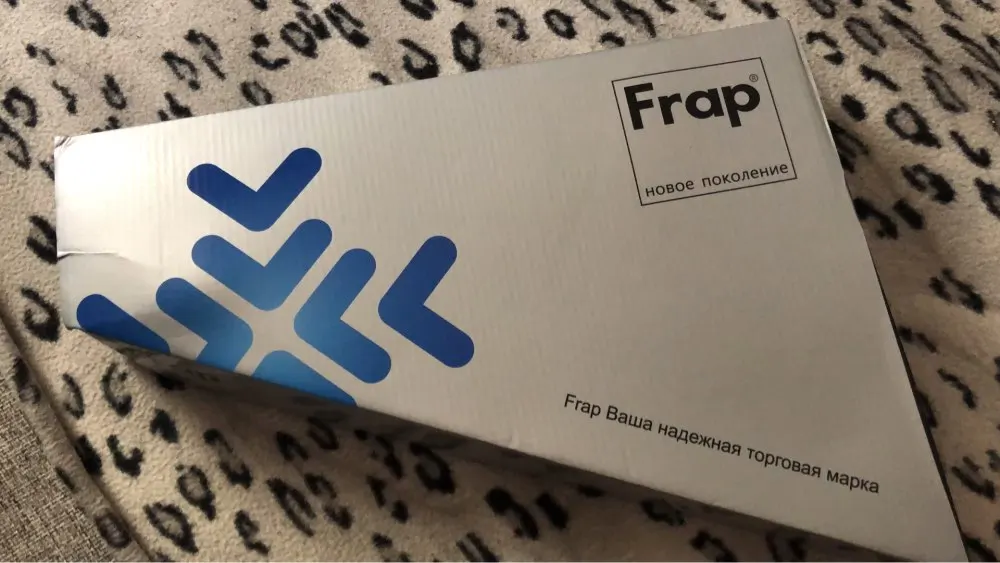 Frap®
новое поколение
Frap Ваша надежная торговая марка